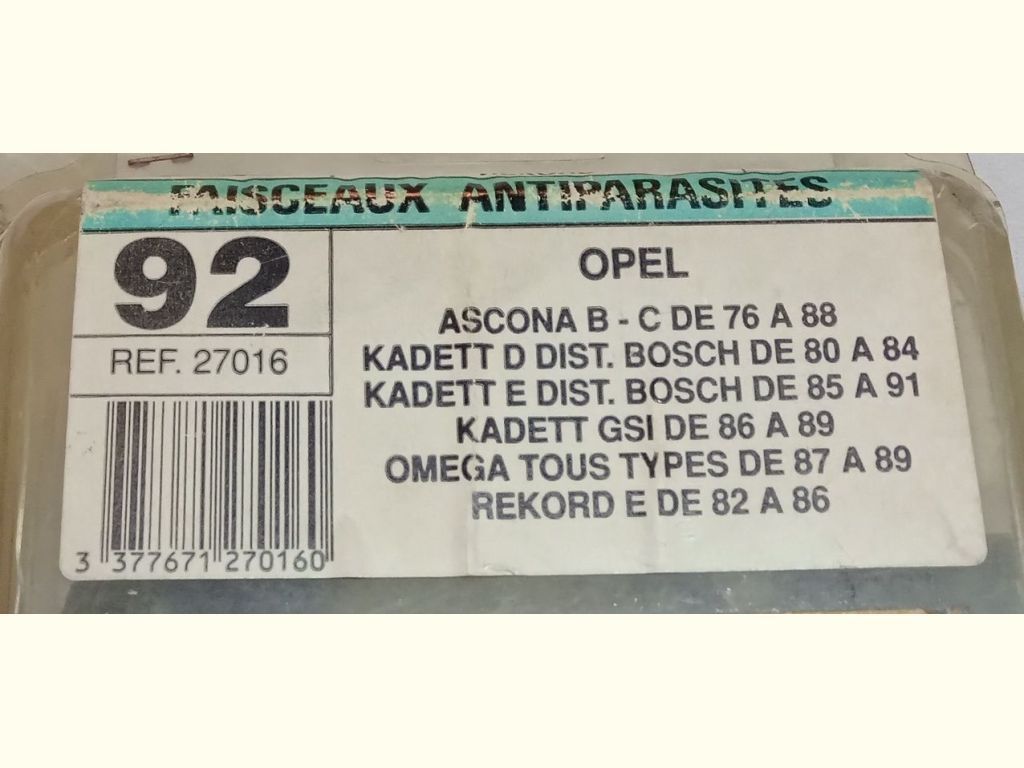 FAISCEAUX ANTIPARASITES
92
REF. 27016
3 377671 270160
OPEL
ASCONA B - C DE 76 A 88
KADETT D DIST. BOSCH DE 80 A 84
KADETT E DIST. BOSCH DE 85 A 91
KADETT GSI DE 86 A 89
OMEGA TOUS TYPES DE 87 A 89
REKORD E DE 82 A 86